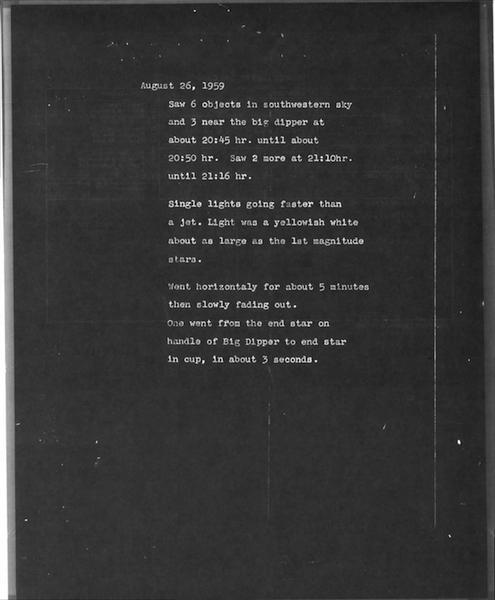 August 26, 1959
Saw 6 objects in southwestern sky
and 3 near the big dipper at
about 20:45 hr. until about
20:50 hr. Saw 2 more at 21:10hr.
until 21:16 hr.
Single lights going faster than
a jet. Light was a yellowish white
about as large as the 1st magnitude
stars.
Went horizontaly for about 5 minutes
then slowly fading out.
One went from the end star on
handle of Big Dipper to end star
in cup, in about 3 seconds.